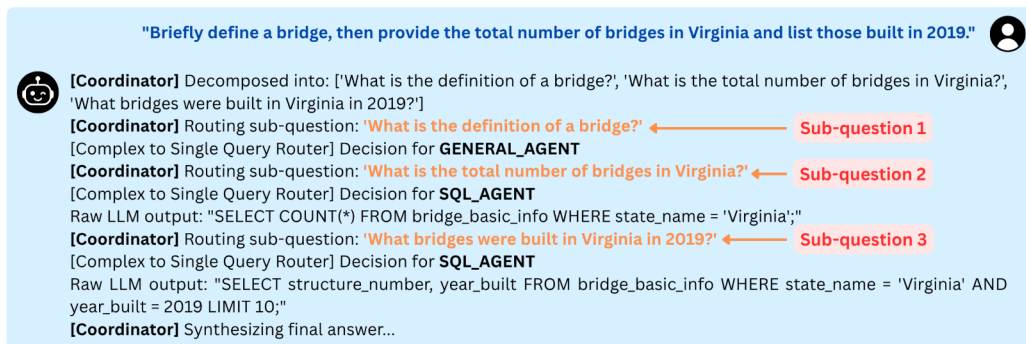 "Briefly define a bridge, then provide the total number of bridges in Virginia and list those built in 2019."
[Coordinator] Decomposed into: ['What is the definition of a bridge?', 'What is the total number of bridges in Virginia?',
'What bridges were built in Virginia in 2019?']
[Coordinator] Routing sub-question: 'What is the definition of a bridge?' Sub-question 1
[Complex to Single Query Router] Decision for GENERAL_AGENT
[Coordinator] Routing sub-question: 'What is the total number of bridges in Virginia?' Sub-question 2
[Complex to Single Query Router] Decision for SQL_AGENT
Raw LLM output: "SELECT COUNT(*) FROM bridge_basic_info WHERE state_name = 'Virginia';"
[Coordinator] Routing sub-question: 'What bridges were built in Virginia in 2019?' Sub-question 3
[Complex to Single Query Router] Decision for SQL_AGENT
Raw LLM output: "SELECT structure_number, year_built FROM bridge_basic_info WHERE state_name = 'Virginia' AND
year_built = 2019 LIMIT 10;"
[Coordinator] Synthesizing final answer...